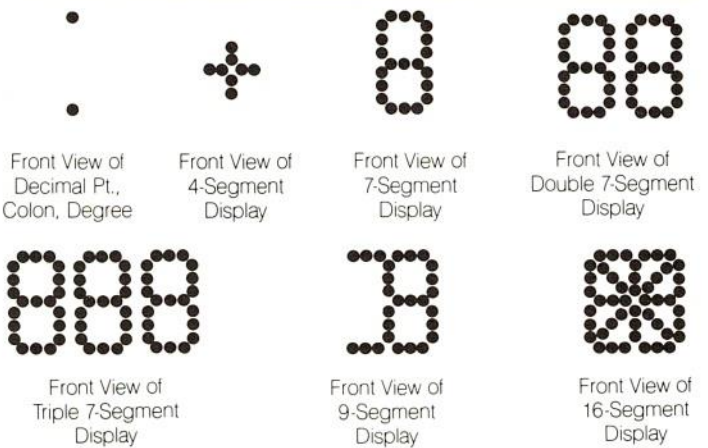 Front View of
Decimal Pt.,
Colon, Degree
Front View of
4-Segment
Display
Front View of
7-Segment
Display
Front View of
Double 7-Segment
Display
Front View of
Triple 7-Segment
Display
Front View of
9-Segment
Display
Front View of
16-Segment
Display